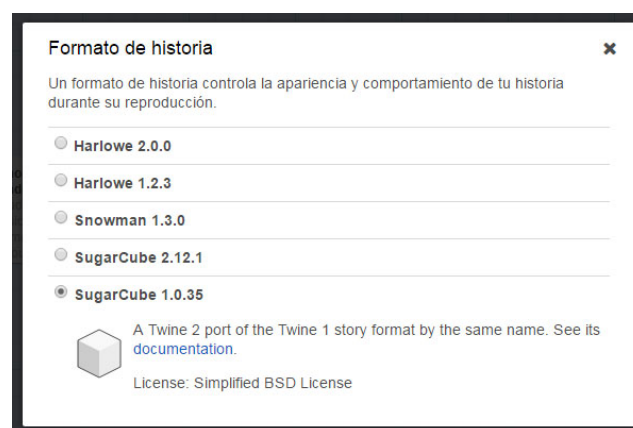 Formato de historia
Un formato de historia controla la apariencia y comportamiento de tu historia
durante su reproducción.
Harlowe 2.0.0
Harlowe 1.2.3
Snowman 1.3.0
SugarCube 2.12.1
SugarCube 1.0.35
A Twine 2 port of the Twine 1 story format by the same name. See its
documentation.
License: Simplified BSD License